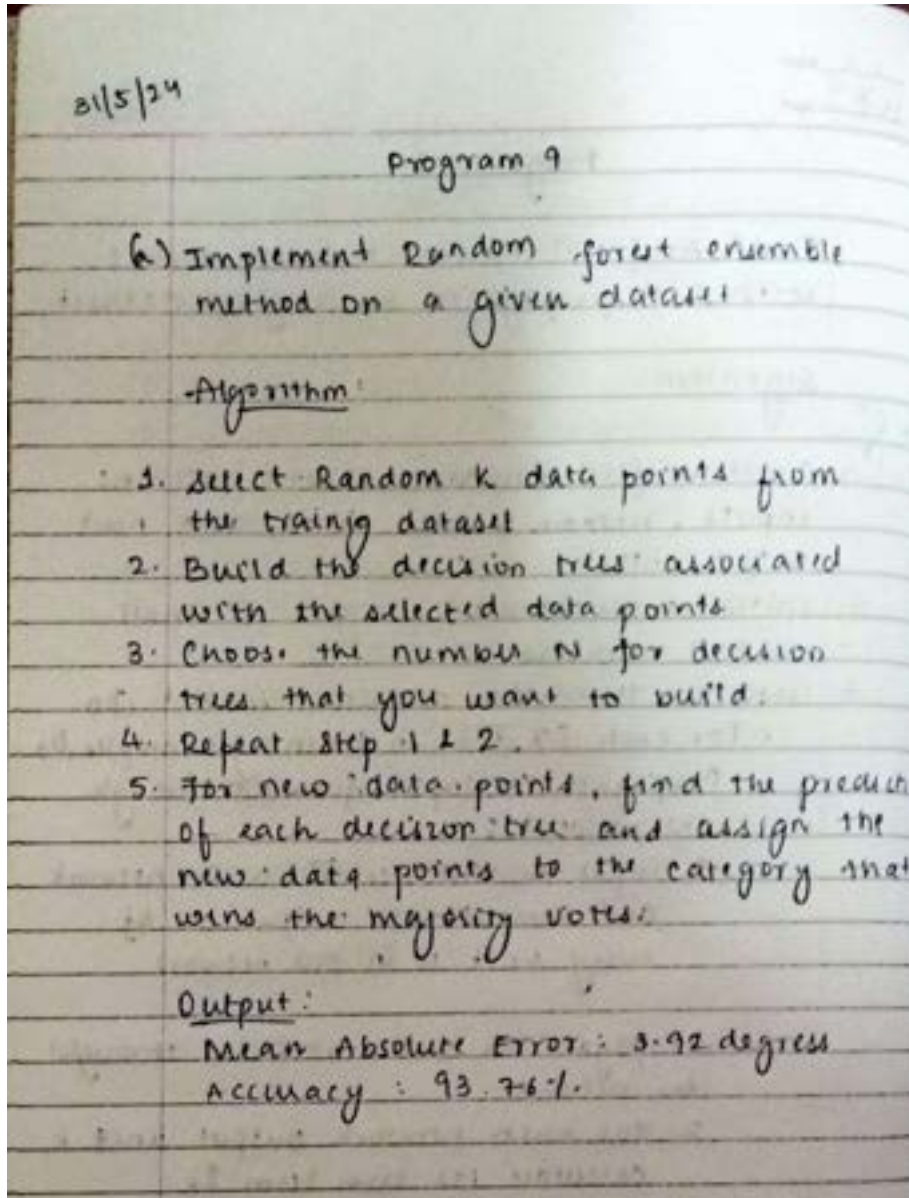 31/5/24
Program 9
a) Implement Random forest ensemble
method on a given dataset
Algorithm:
1. Select Random K data points from
the trainig dataset
2. Build the decision trees associated
with the selected data points
3. Choose the number N for decision
trees that you want to build.
4. Repeat Step 1 & 2.
5. For new data points, find the predict
of each decision tree and assign the
new data points to the category that
wins the majority votes.
Output:
Mean Absolute Error: 3.92 degress
Accuracy : 93.76%.